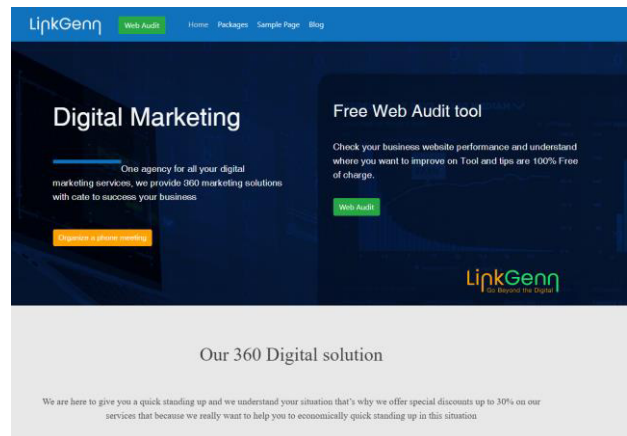 LinkGenn
Web Audit
Home Packages Sample Page Blog
Digital Marketing
One agency for all your digital
marketing services, we provide 360 marketing solutions
with cate to success your business
Organize a phone meeting
Free Web Audit tool
Check your business website performance and understand
where you want to improve on Tool and tips are 100% Free
of charge.
Web Audit
LinkGenn
Go Beyond the Digital
Our 360 Digital solution
We are here to give you a quick standing up and we understand your situation that's why we offer special discounts up to 30% on our
services that because we really want to help you to economically quick standing up in this situation